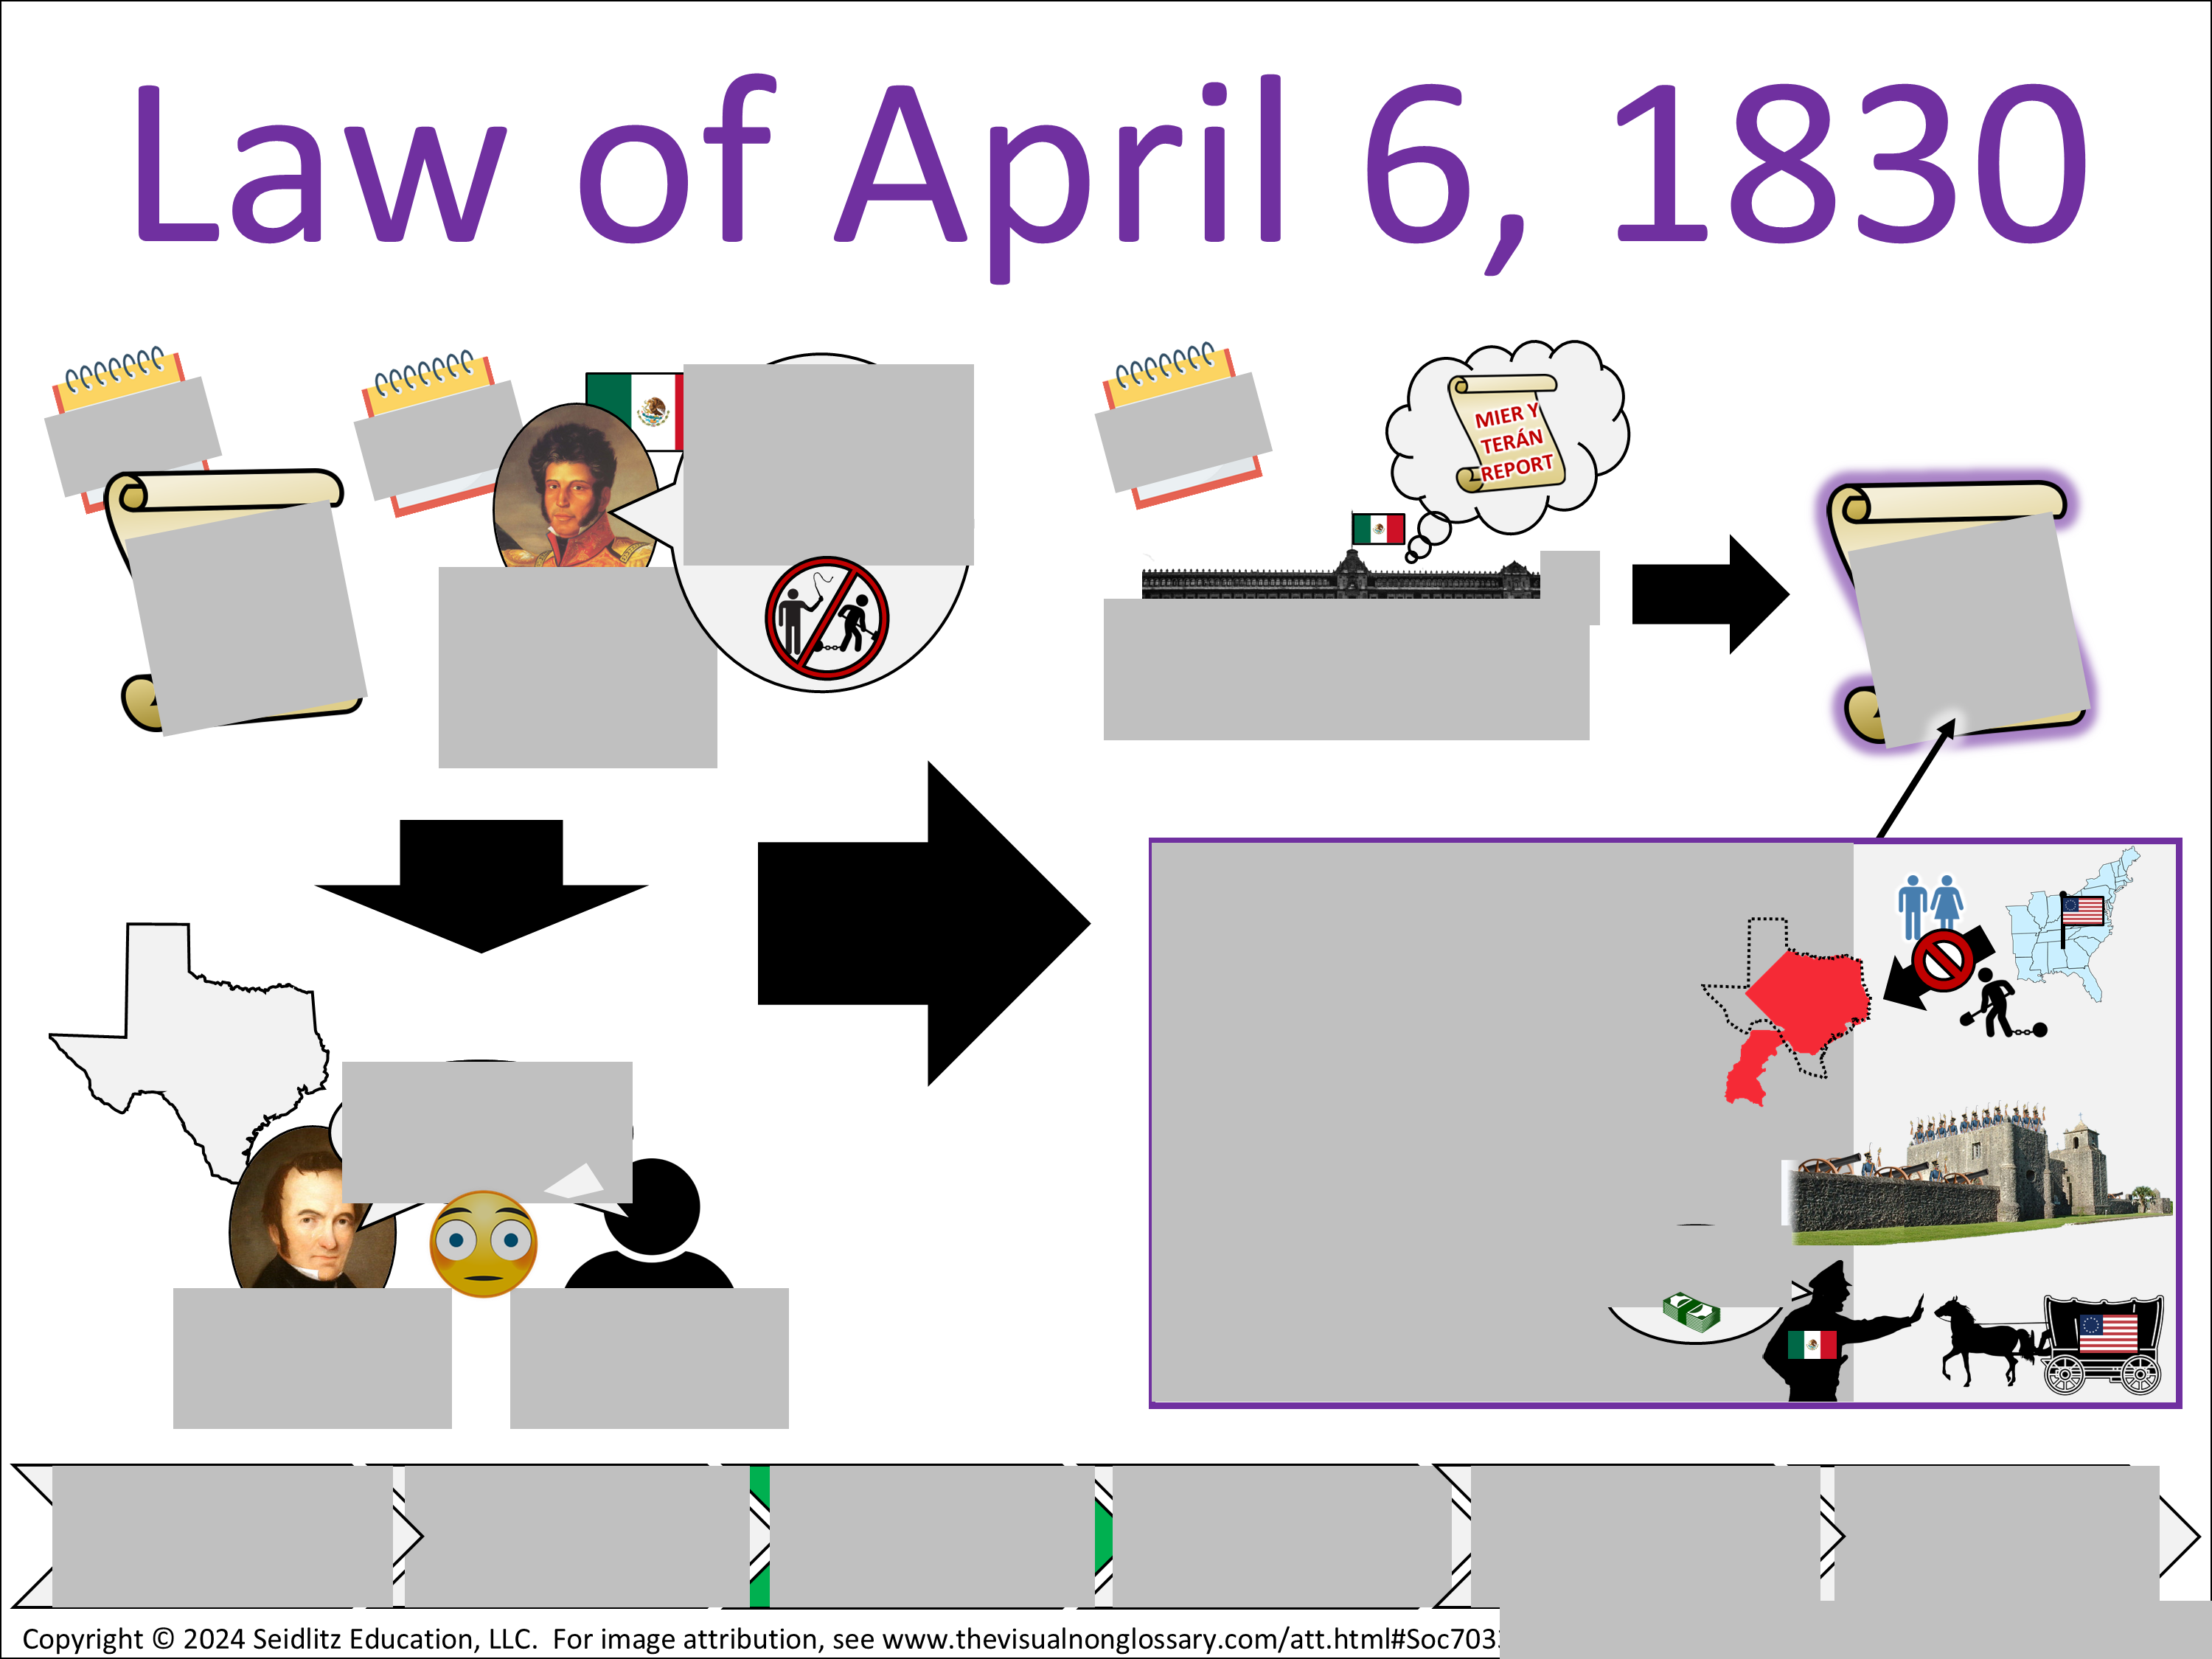 Law of April 6, 1830
MIER Y
TERÁN
REPORT
Copyright © 2024 Seidlitz Education, LLC. For image attribution, see www.thevisualnonglossary.com/att.html#Soc703